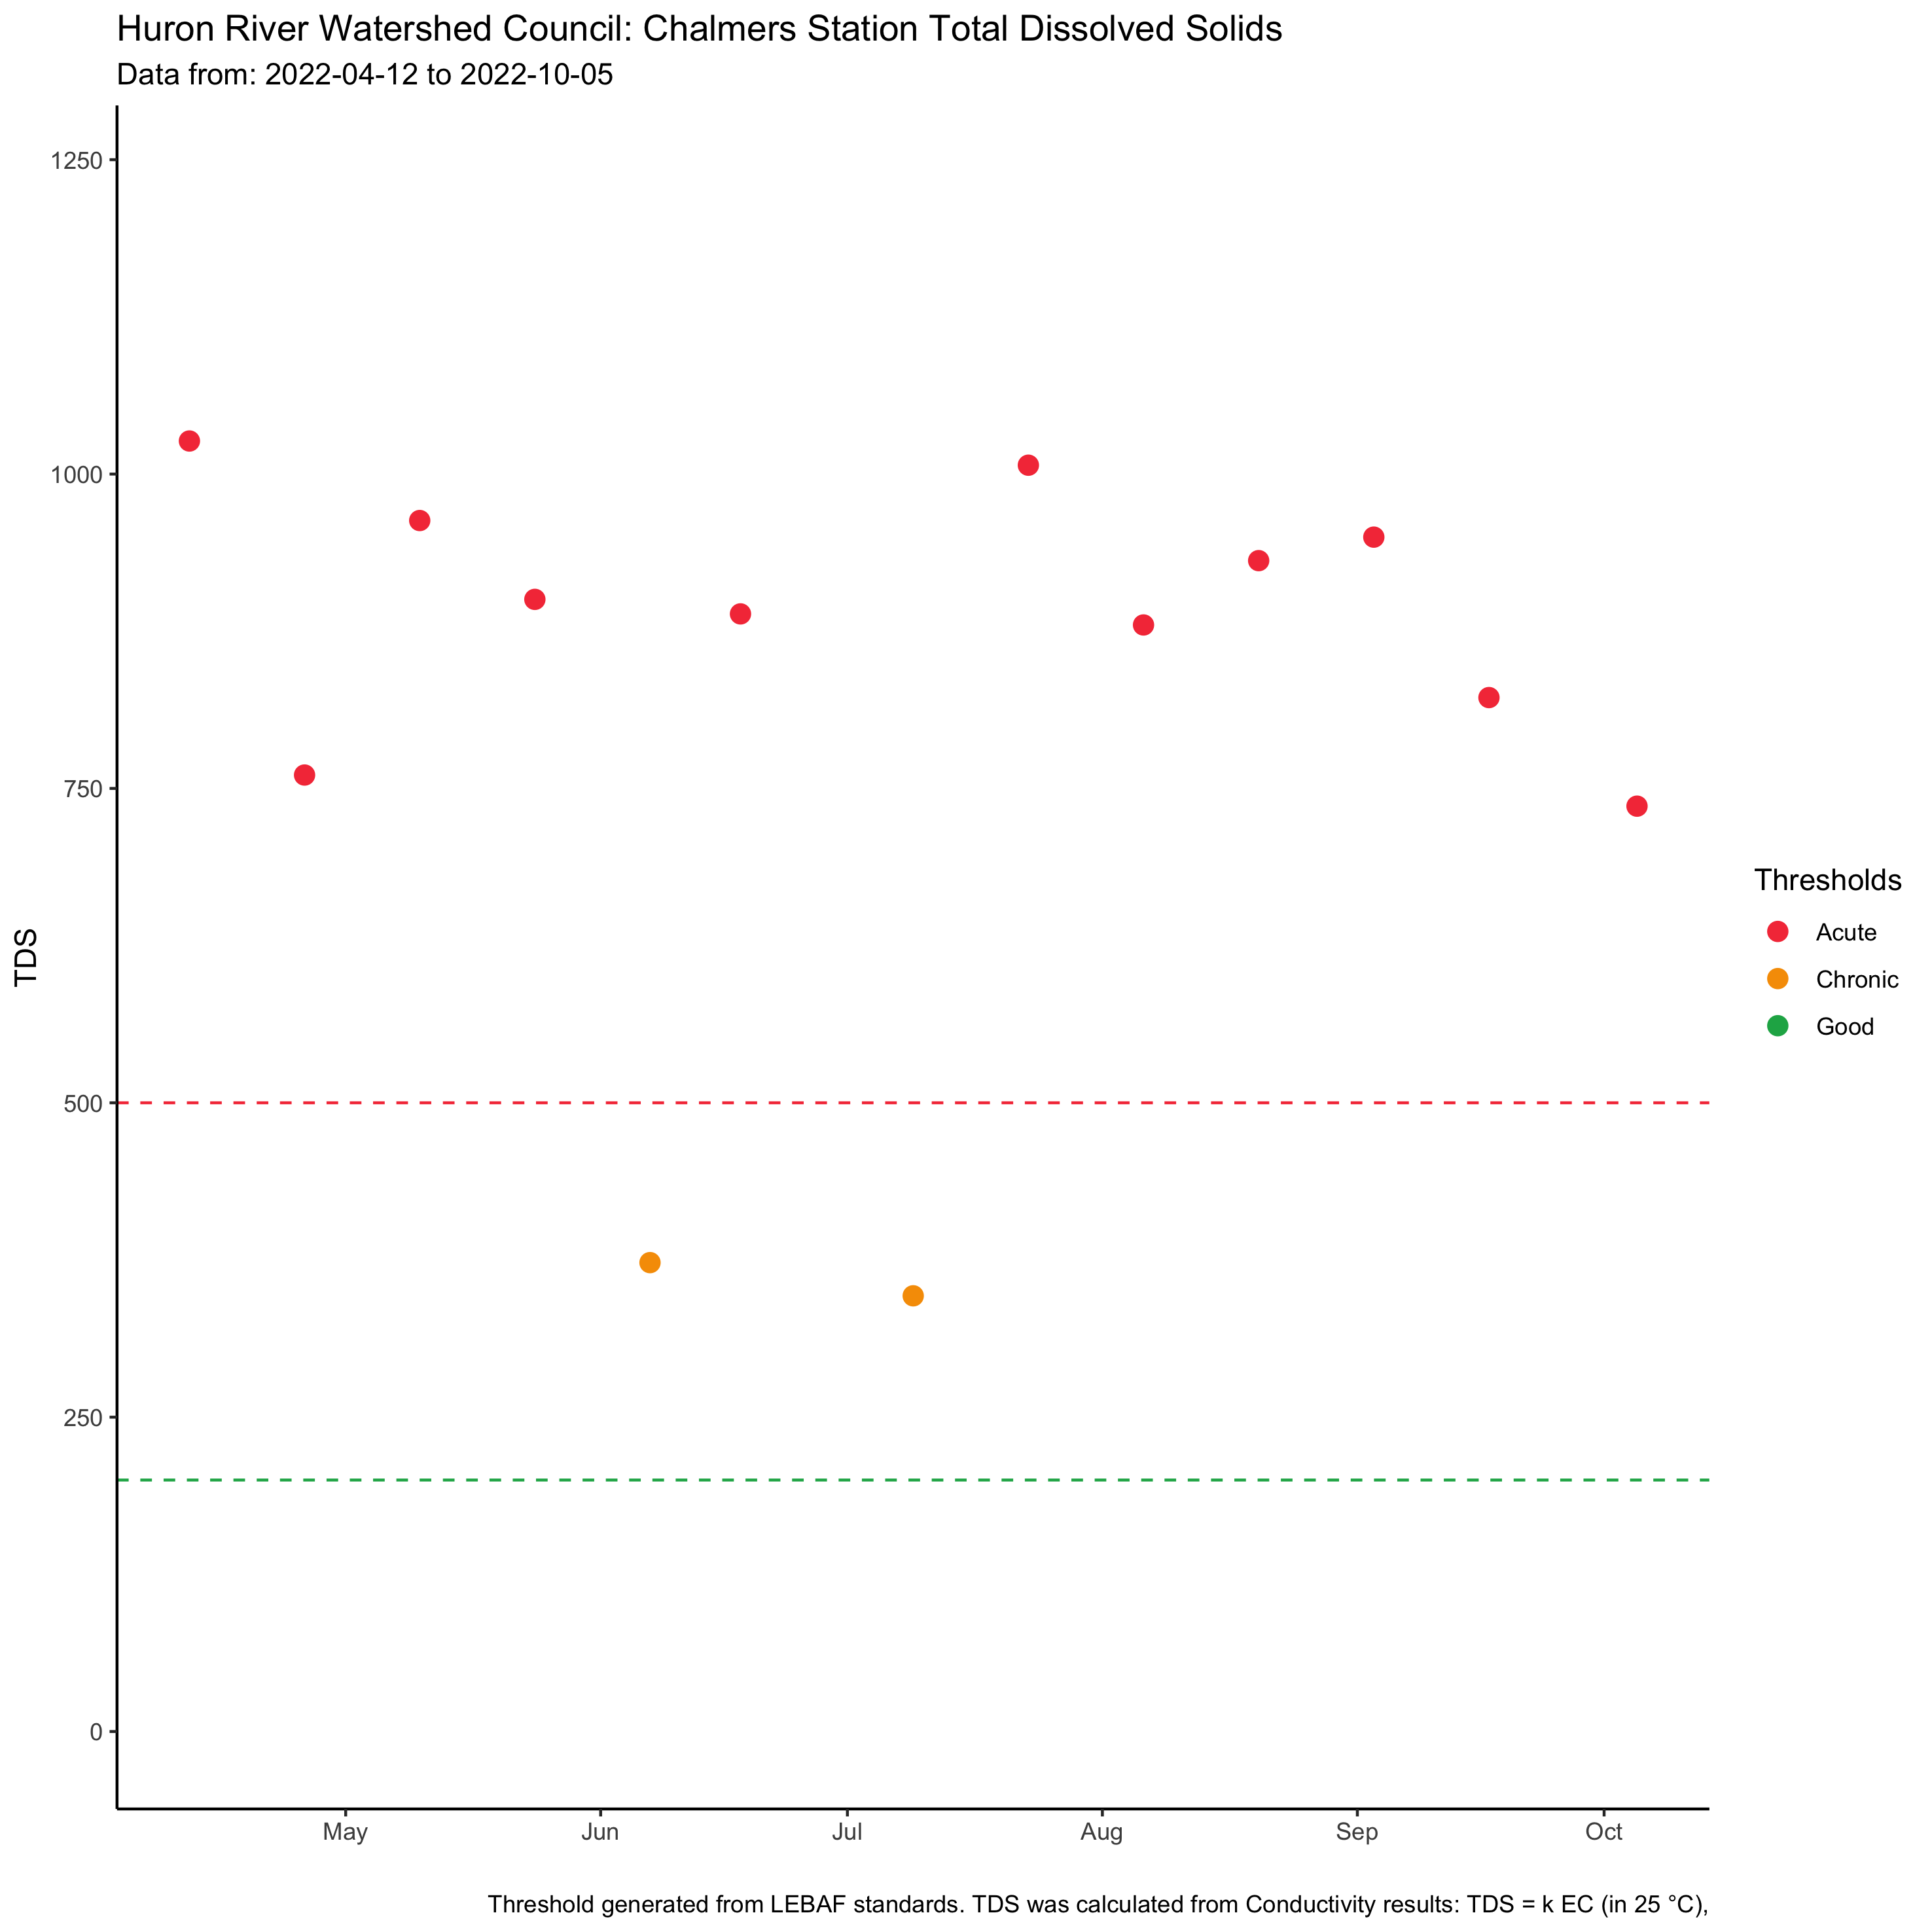 Huron River Watershed Council: Chalmers Station Total Dissolved Solids
Data from: 2022-04-12 to 2022-10-05
1250
1000
750
500
250
0
TDS
May
Jun
Jul
Aug
Sep
Oct
Thresholds
Acute
Chronic
Good
Threshold generated from LEBAF standards. TDS was calculated from Conductivity results: TDS = k EC (in 25 °C),